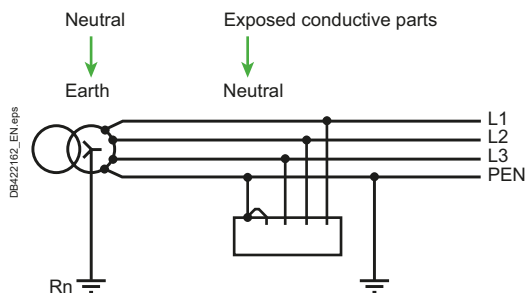 Neutral
Exposed conductive parts
Earth
Neutral
DB422162_EN.eps
L1
L2
L3
PEN
Rn